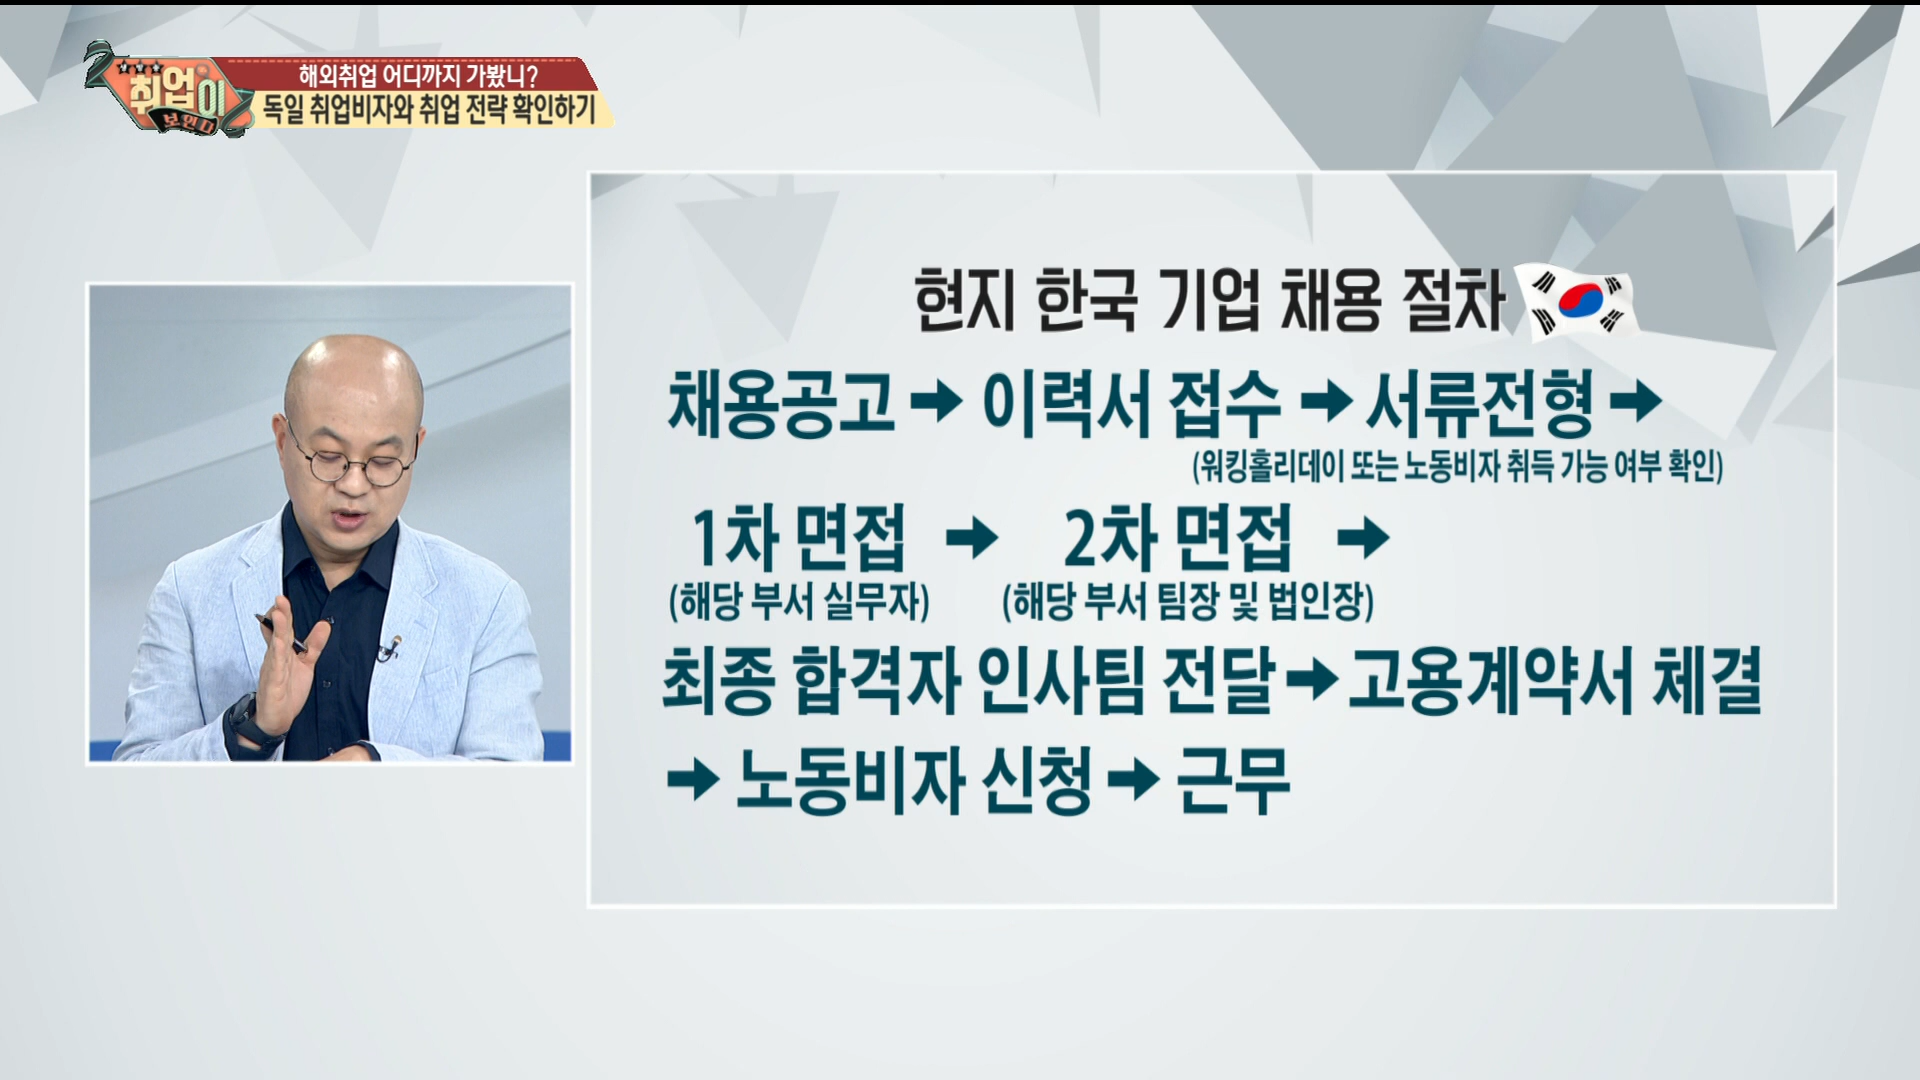 취업이
보인다
해외취업 어디까지 가봤니?
독일 취업비자와 취업 전략 확인하기
현지 한국 기업 채용 절차
채용공고 → 이력서 접수 → 서류전형 →
(워킹홀리데이 또는 노동비자 취득 가능 여부 확인)
1차 면접 → 2차 면접 →
(해당 부서 실무자) (해당 부서 팀장 및 법인장)
최종 합격자 인사팀 전달 → 고용계약서 체결
→ 노동비자 신청 → 근무